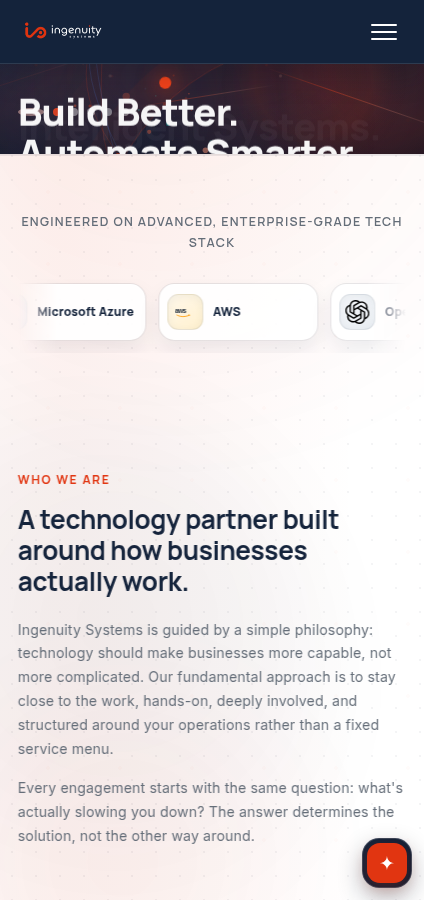 ingenuity
systems
Build Better.
Intelligent Systems.
Automate Smarter.
ENGINEERED ON ADVANCED, ENTERPRISE-GRADE TECH
STACK
Microsoft Azure
aws
AWS
WHO WE ARE
A technology partner built
around how businesses
actually work.
Ingenuity Systems is guided by a simple philosophy:
technology should make businesses more capable, not
more complicated. Our fundamental approach is to stay
close to the work, hands-on, deeply involved, and
structured around your operations rather than a fixed
service menu.
Every engagement starts with the same question: what's
actually slowing you down? The answer determines the
solution, not the other way around.